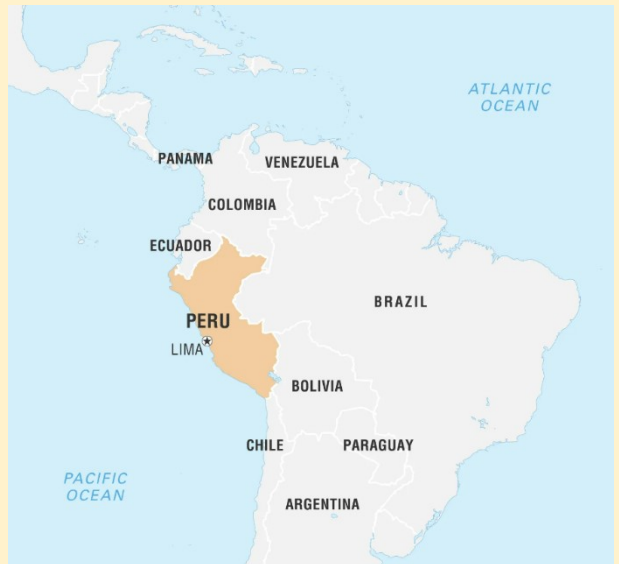 ATLANTIC
OCEAN
PANAMA
VENEZUELA
COLOMBIA
ECUADOR
BRAZIL
PERU
LIMA
BOLIVIA
CHILE
PARAGUAY
PACIFIC
OCEAN
ARGENTINA